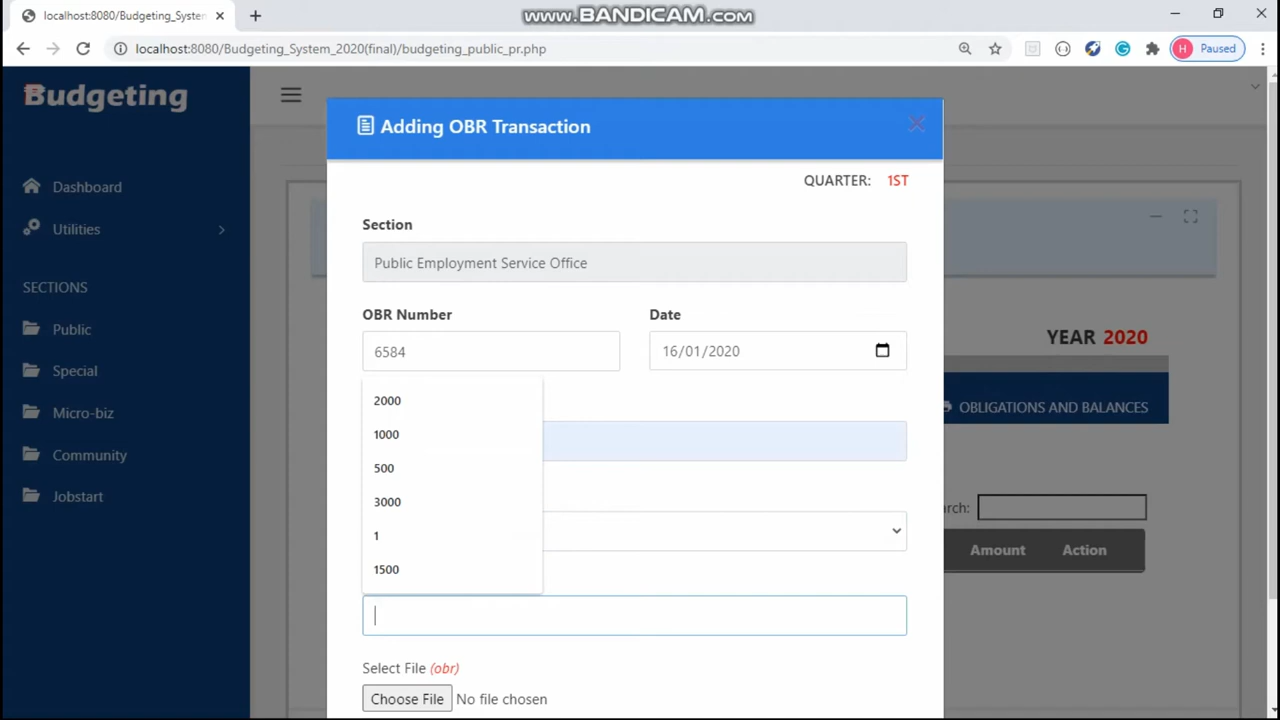 www.BANDICAM.com
localhost:8080/Budgeting_System
localhost:8080/Budgeting_System_2020(final)/budgeting_public_pr.php
H Paused
Budgeting
Dashboard
Utilities
SECTIONS
Public
Special
Micro-biz
Community
Jobstart
Adding OBR Transaction
QUARTER: 1ST
Section
Public Employment Service Office
OBR Number
Date
6584
16/01/2020
2000
1000
500
3000
1
1500
Select File (obr)
Choose File No file chosen
YEAR 2020
OBLIGATIONS AND BALANCES
rch:
Amount Action